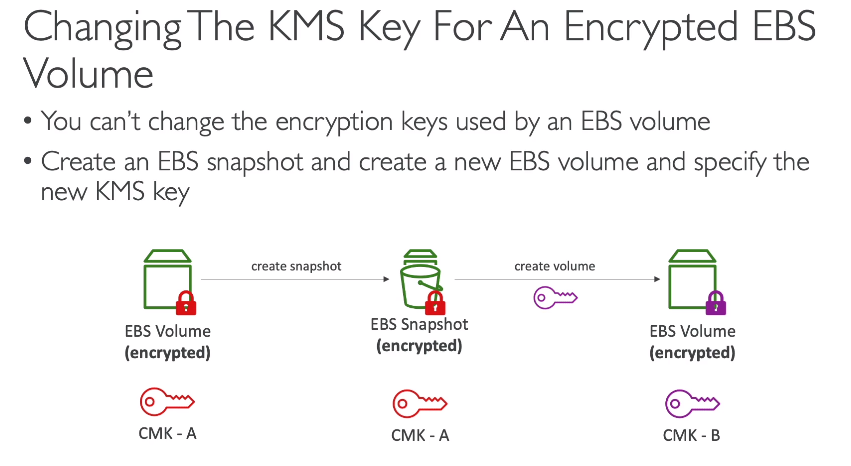 Changing The KMS Key For An Encrypted EBS
Volume
• You can't change the encryption keys used by an EBS volume
• Create an EBS snapshot and create a new EBS volume and specify the
new KMS key
create snapshot
create volume
EBS Volume
(encrypted)
EBS Snapshot
(encrypted)
EBS Volume
(encrypted)
CMK - A
CMK - A
CMK - B